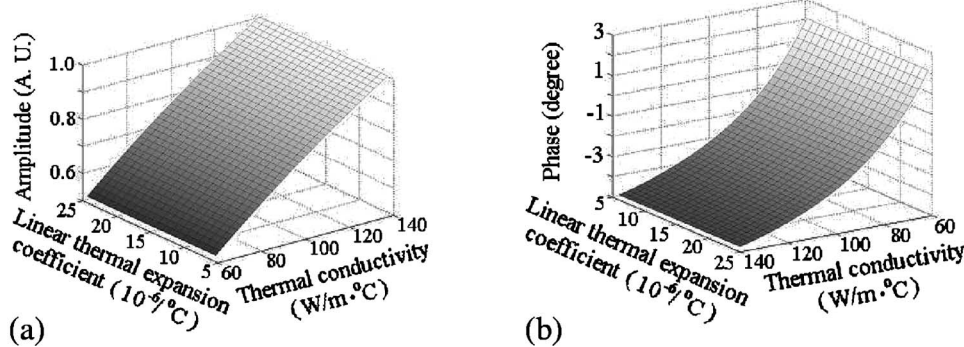 Amplitude (A. U.)
1.0
0.8
0.6
25
20
15
10
5
60
80
100
120
140
Linear thermal expansion
coefficient (10⁻⁶/°C)
Thermal conductivity
(W/m·°C)
(a)
Phase (degree)
3
1
-1
-3
5
10
15
20
25
140
120
100
80
60
Linear thermal expansion
coefficient (10⁻⁶/°C)
Thermal conductivity
(W/m·°C)
(b)